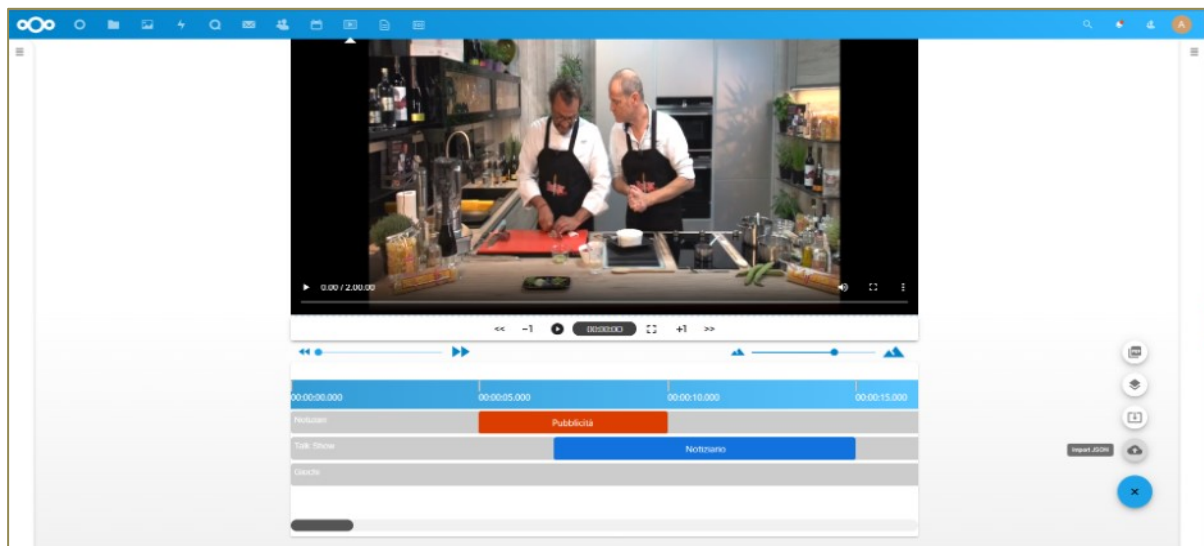 A
0:00 / 2:00:00
<< -1 00:00:00 +1 >>
00:00:00.000 00:00:05.000 00:00:10.000 00:00:15.000
Notiziari
Pubblicità
Talk Show
Notiziario
Giochi
Import JSON